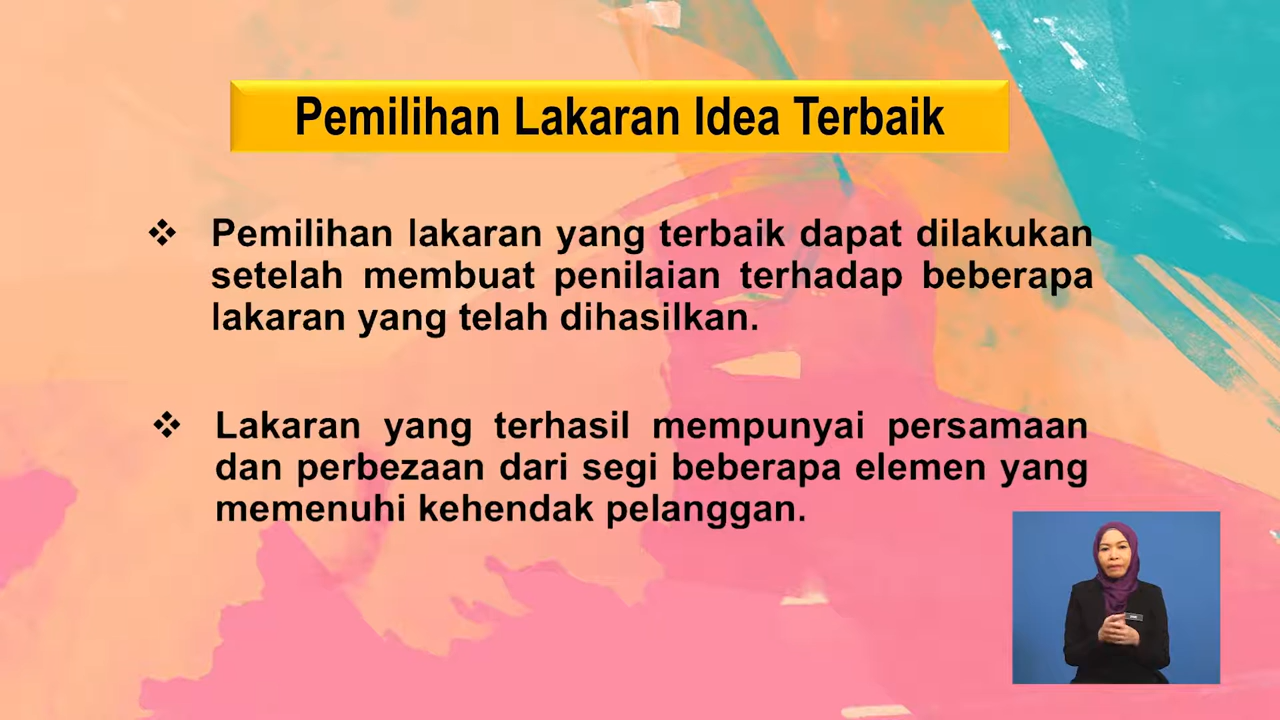 Pemilihan Lakaran Idea Terbaik
❖ Pemilihan lakaran yang terbaik dapat dilakukan
setelah membuat penilaian terhadap beberapa
lakaran yang telah dihasilkan.
❖ Lakaran yang terhasil mempunyai persamaan
dan perbezaan dari segi beberapa elemen yang
memenuhi kehendak pelanggan.